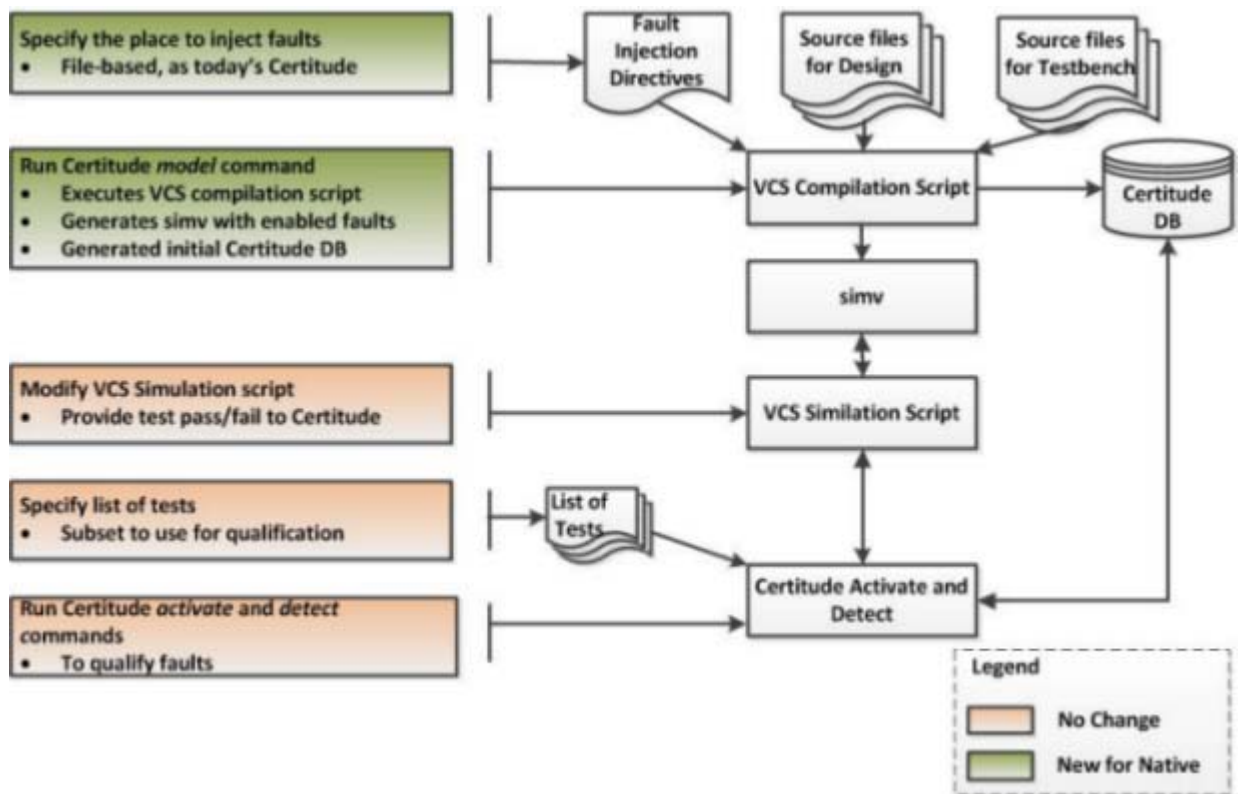 Specify the place to inject faults
• File-based, as today's Certitude
Fault
Injection
Directives
Source files
for Design
Source files
for Testbench
Run Certitude model command
• Executes VCS compilation script
• Generates simv with enabled faults
• Generated initial Certitude DB
VCS Compilation Script
Certitude
DB
simv
Modify VCS Simulation script
• Provide test pass/fail to Certitude
VCS Similation Script
Specify list of tests
• Subset to use for qualification
List of
Tests
Run Certitude activate and detect
commands
• To qualify faults
Certitude Activate and
Detect
Legend
No Change
New for Native